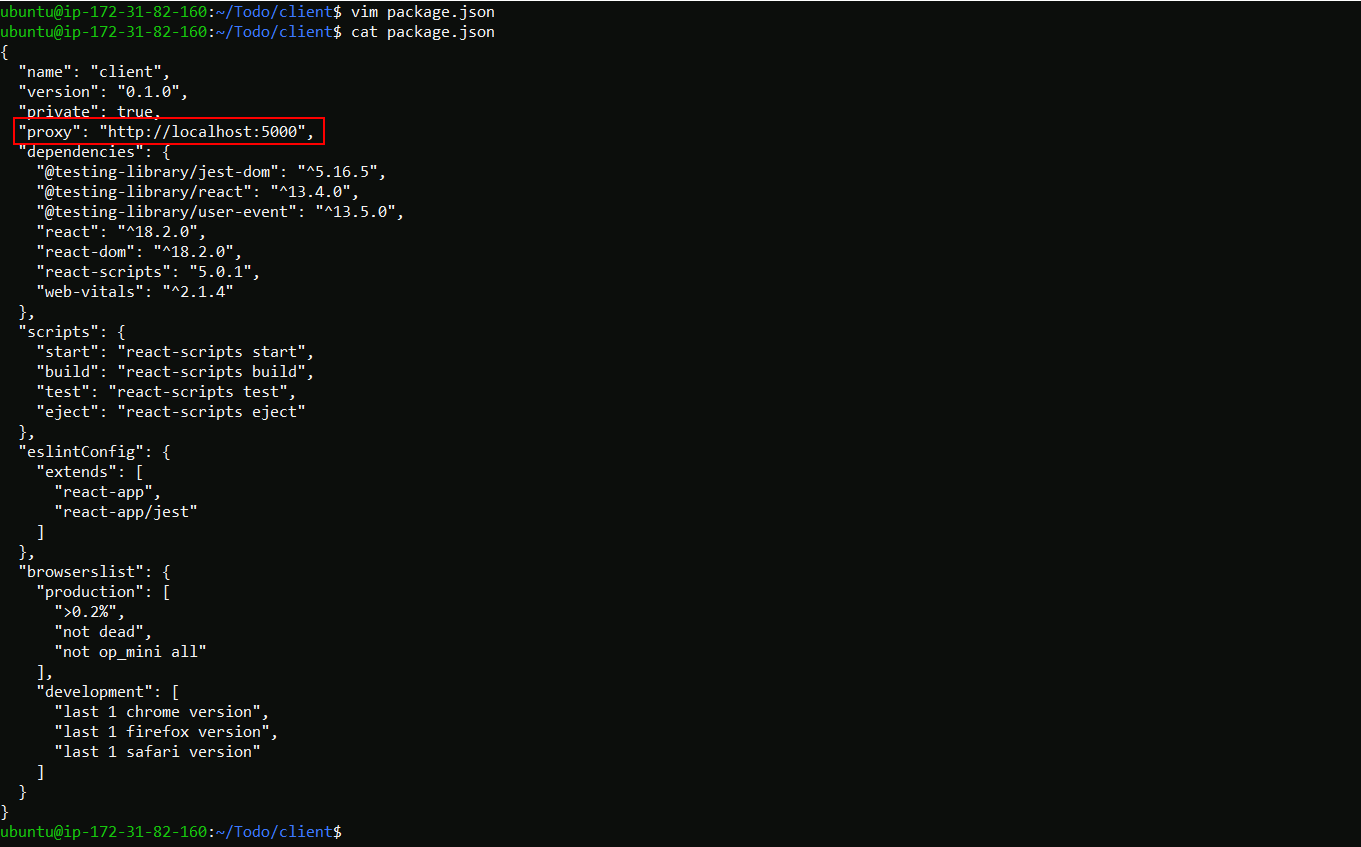 ubuntu@ip-172-31-82-160:~/Todo/client$ vim package.json
ubuntu@ip-172-31-82-160:~/Todo/client$ cat package.json
{
  "name": "client",
  "version": "0.1.0",
  "private": true,
  "proxy": "http://localhost:5000",
  "dependencies": {
    "@testing-library/jest-dom": "^5.16.5",
    "@testing-library/react": "^13.4.0",
    "@testing-library/user-event": "^13.5.0",
    "react": "^18.2.0",
    "react-dom": "^18.2.0",
    "react-scripts": "5.0.1",
    "web-vitals": "^2.1.4"
  },
  "scripts": {
    "start": "react-scripts start",
    "build": "react-scripts build",
    "test": "react-scripts test",
    "eject": "react-scripts eject"
  },
  "eslintConfig": {
    "extends": [
      "react-app",
      "react-app/jest"
    ]
  },
  "browserslist": {
    "production": [
      ">0.2%",
      "not dead",
      "not op_mini all"
    ],
    "development": [
      "last 1 chrome version",
      "last 1 firefox version",
      "last 1 safari version"
    ]
  }
}
ubuntu@ip-172-31-82-160:~/Todo/client$